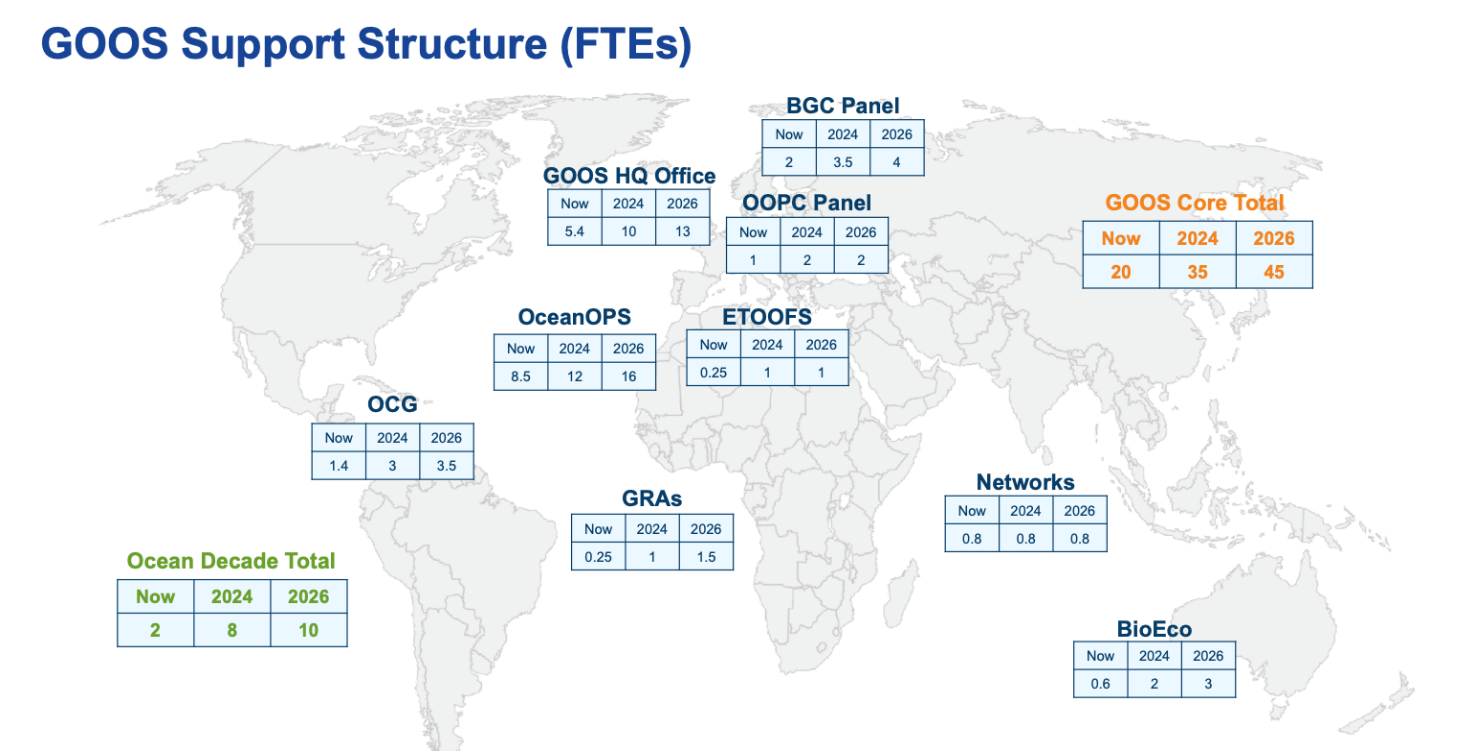 GOOS Support Structure (FTEs)
BGC Panel
Now 2024 2026
2 3.5 4
GOOS HQ Office
Now 2024 2026
5.4 10 13
OOPC Panel
Now 2024 2026
1 2 2
GOOS Core Total
Now 2024 2026
20 35 45
OceanOPS
Now 2024 2026
8.5 12 16
ETOOFS
Now 2024 2026
0.25 1 1
OCG
Now 2024 2026
1.4 3 3.5
GRAs
Now 2024 2026
0.25 1 1.5
Networks
Now 2024 2026
0.8 0.8 0.8
Ocean Decade Total
Now 2024 2026
2 8 10
BioEco
Now 2024 2026
0.6 2 3